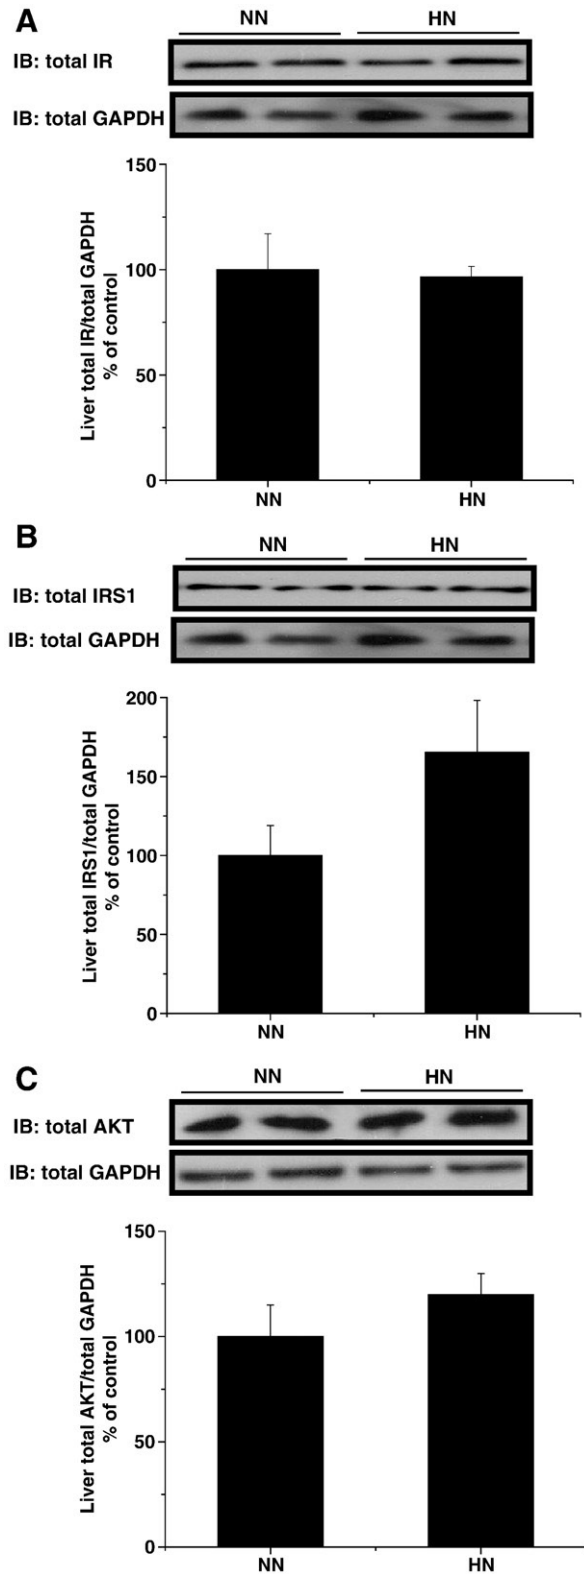 A
NN HN
IB: total IR
IB: total GAPDH
150
100
50
0
Liver total IR/total GAPDH
% of control
NN HN
B
NN HN
IB: total IRS1
IB: total GAPDH
200
150
100
50
0
Liver total IRS1/total GAPDH
% of control
NN HN
C
NN HN
IB: total AKT
IB: total GAPDH
150
100
50
0
Liver total AKT/total GAPDH
% of control
NN HN